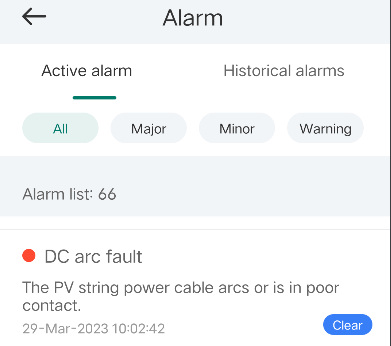 Alarm
Active alarm Historical alarms
All Major Minor Warning
Alarm list: 66
DC arc fault
The PV string power cable arcs or is in poor
contact.
29-Mar-2023 10:02:42 Clear